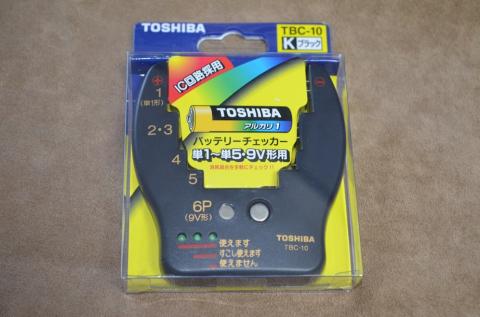 TOSHIBA
TBC-10
K ブラック
IC回路採用
TOSHIBA
アルカリ1
バッテリーチェッカー
単1〜単5・9V形用
1
(単1形)
2・3
4
5
6P
(9V形)
使えます
すこし使えます
使えません
TOSHIBA
TBC-10